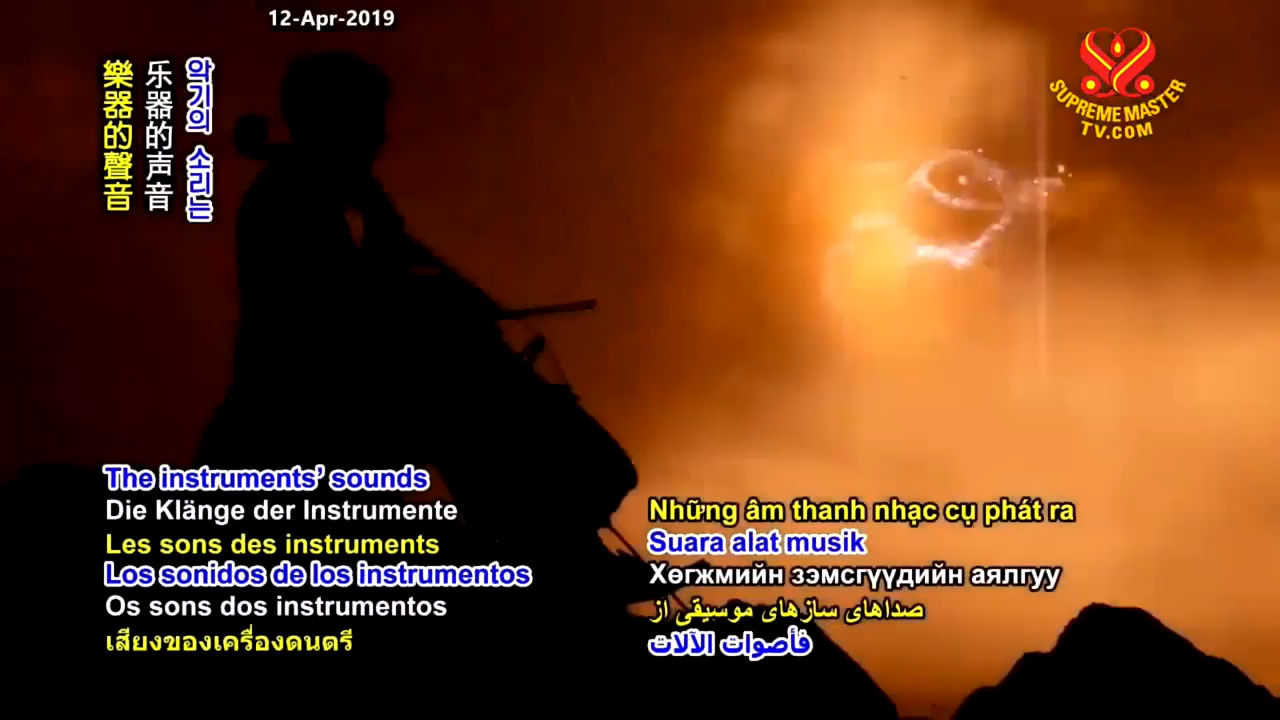 12-Apr-2019
SUPREME MASTER
TV.COM
악기의 소리는
乐器的声音
樂器的聲音
The instruments’ sounds
Die Klänge der Instrumente
Les sons des instruments
Los sonidos de los instrumentos
Os sons dos instrumentos
เสียงของเครื่องดนตรี
Những âm thanh nhạc cụ phát ra
Suara alat musik
Хөгжмийн зэмсгүүдийн аялгуу
صداهای سازهای موسیقی از
فأصوات الآلات